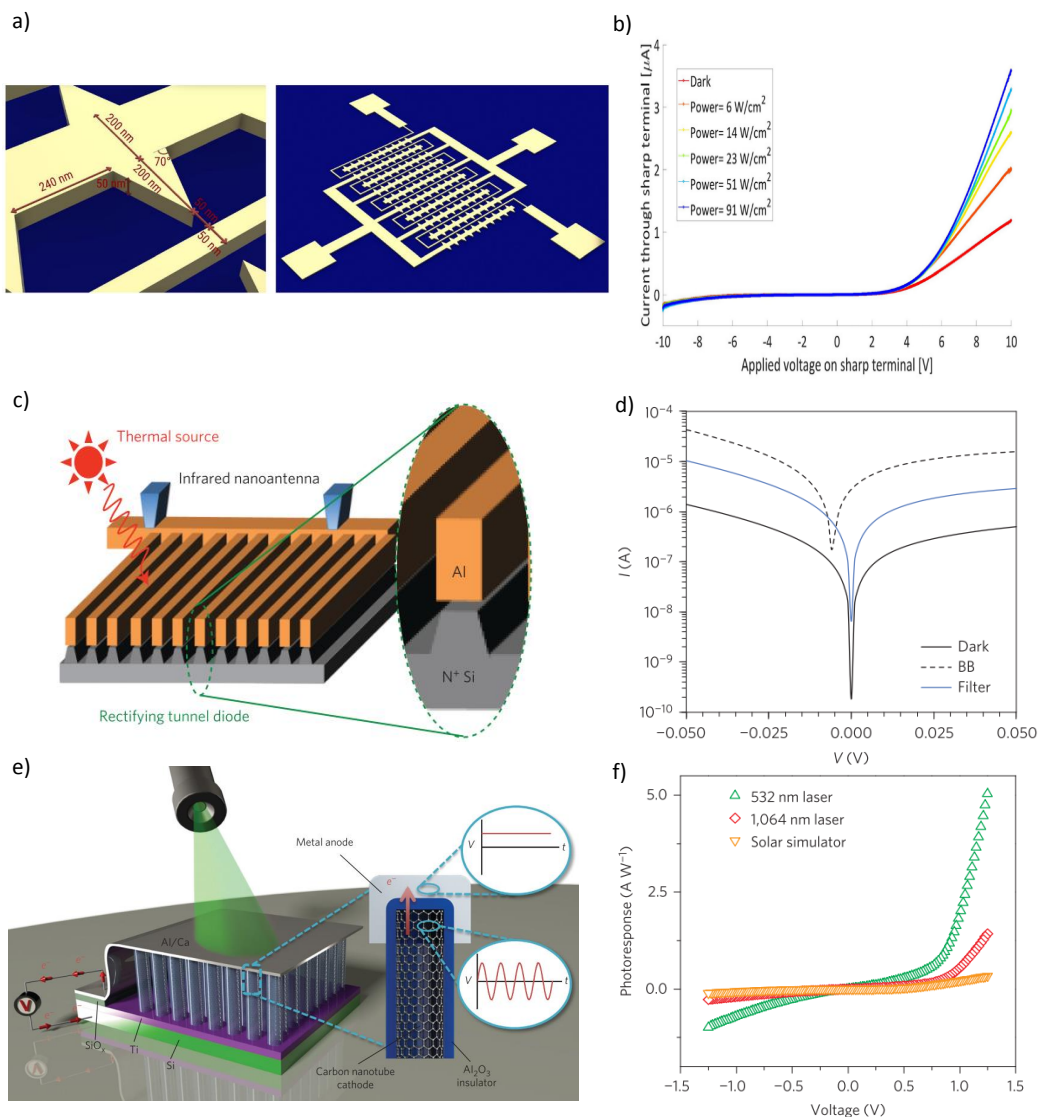 a)
200 nm
70°
240 nm
50 nm
200 nm
50 nm
50 nm
b)
Current through sharp terminal [μA]
4
3
2
1
0
Dark
Power= 6 W/cm²
Power= 14 W/cm²
Power= 23 W/cm²
Power= 51 W/cm²
Power= 91 W/cm²
-10 -8 -6 -4 -2 0 2 4 6 8 10
Applied voltage on sharp terminal [V]
c)
Thermal source
Infrared nanoantenna
Al
N⁺ Si
Rectifying tunnel diode
d)
I (A)
10⁻⁴
10⁻⁵
10⁻⁶
10⁻⁷
10⁻⁸
10⁻⁹
10⁻¹⁰
Dark
BB
Filter
−0.050 −0.025 0.000 0.025 0.050
V (V)
e)
Metal anode
V
t
e⁻
Al/Ca
V
t
SiOₓ
Ti
Si
Carbon nanotube
cathode
Al₂O₃
insulator
f)
Photoresponse (A W⁻¹)
5.0
2.5
0.0
532 nm laser
1,064 nm laser
Solar simulator
−1.5 −1.0 −0.5 0.0 0.5 1.0 1.5
Voltage (V)